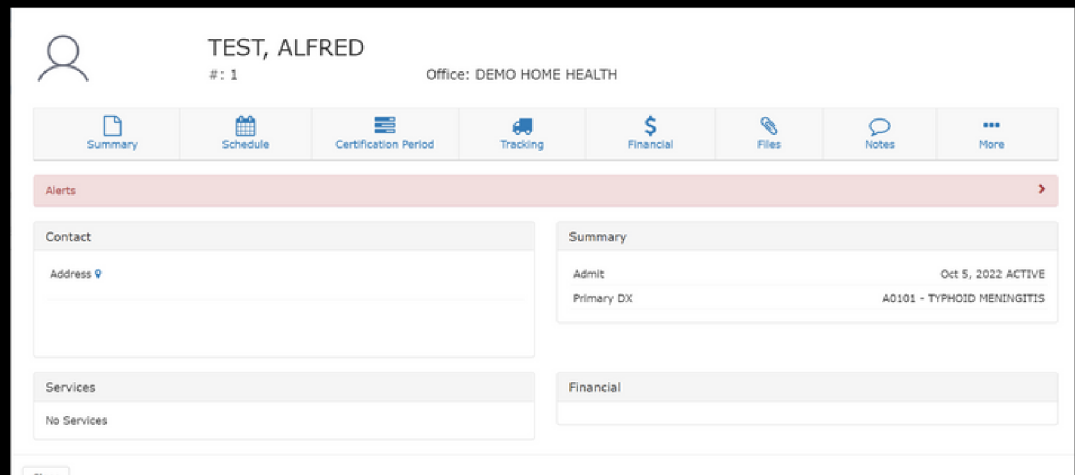 TEST, ALFRED
#: 1 Office: DEMO HOME HEALTH
Summary Schedule Certification Period Tracking Financial Files Notes More
Alerts
Contact
Address
Summary
Admit Oct 5, 2022 ACTIVE
Primary DX A0101 - TYPHOID MENINGITIS
Services
No Services
Financial